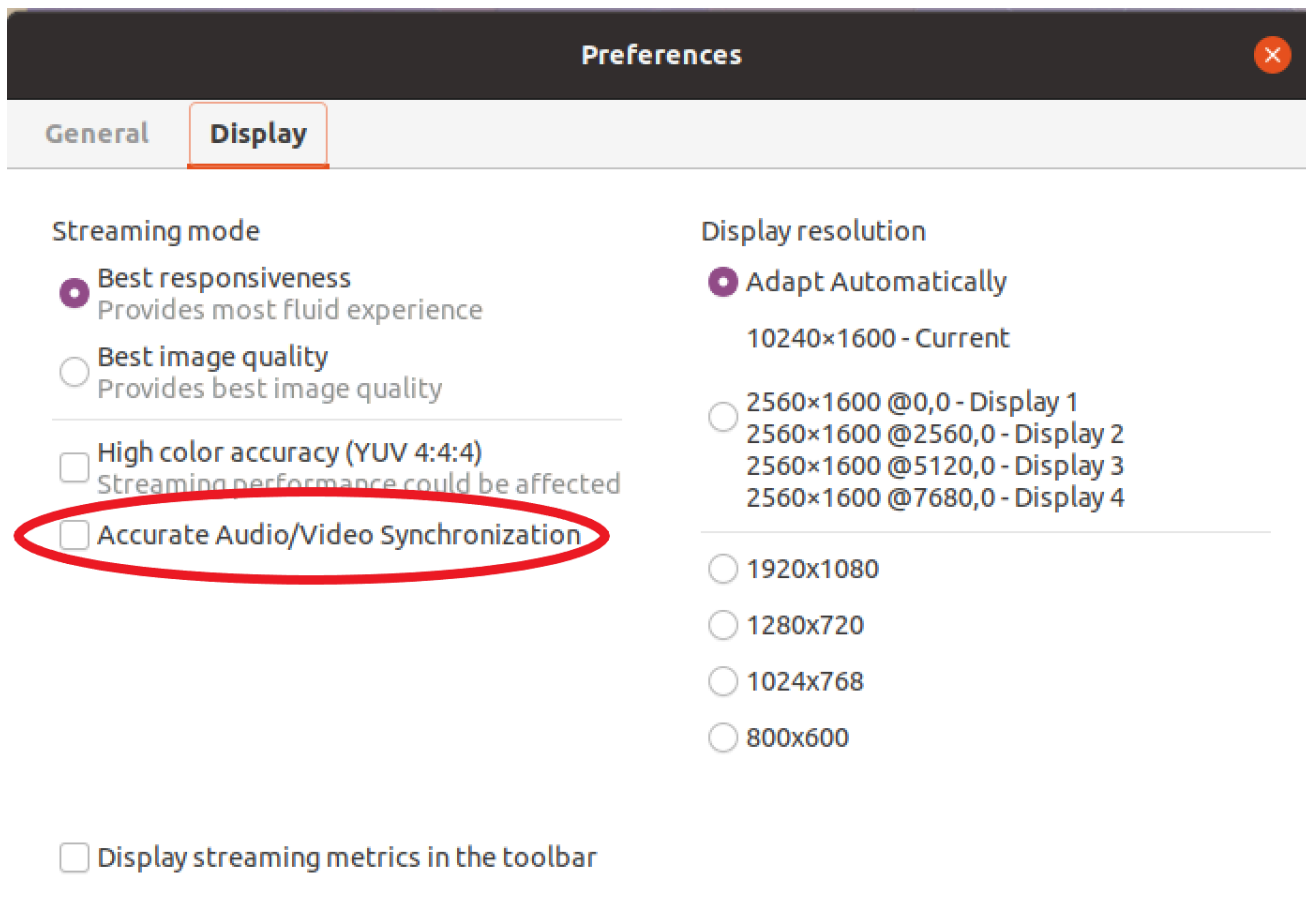 Preferences
General
Display
Streaming mode
Best responsiveness
Provides most fluid experience
Best image quality
Provides best image quality
High color accuracy (YUV 4:4:4)
Streaming performance could be affected
Accurate Audio/Video Synchronization
Display streaming metrics in the toolbar
Display resolution
Adapt Automatically
10240×1600 - Current
2560×1600 @0,0 - Display 1
2560×1600 @2560,0 - Display 2
2560×1600 @5120,0 - Display 3
2560×1600 @7680,0 - Display 4
1920x1080
1280x720
1024x768
800x600